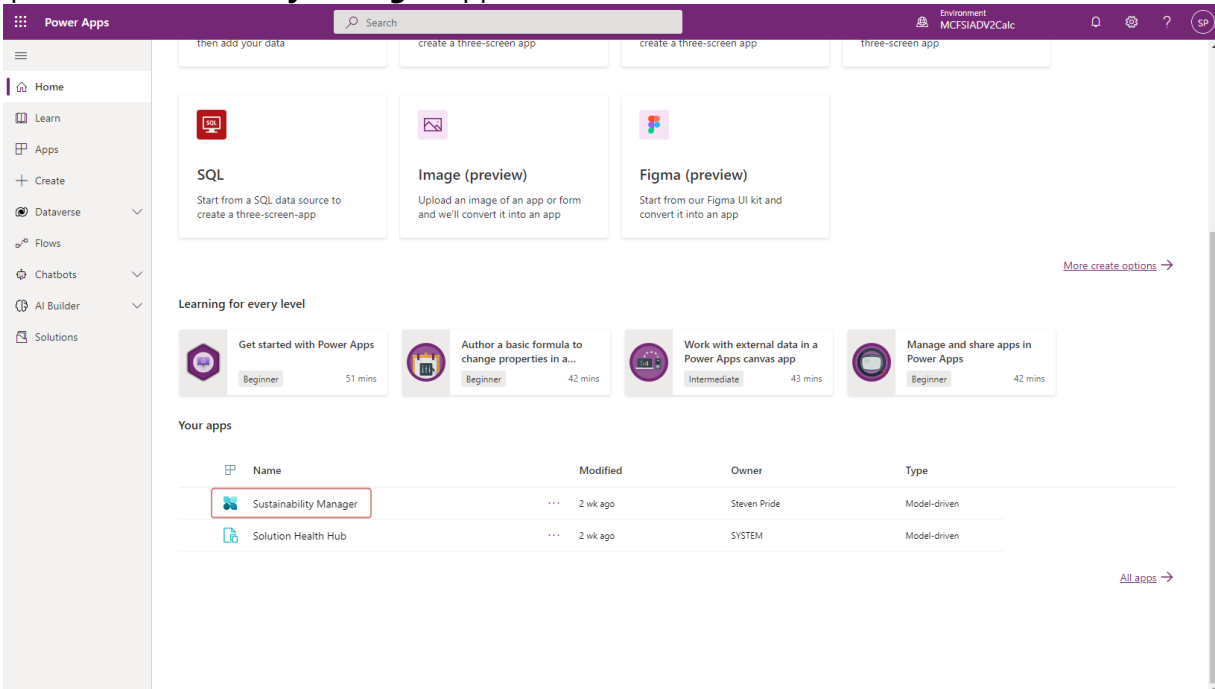 Power Apps
Search
Environment
MCFSIADV2Calc
?
SP
then add your data
create a three-screen app
create a three-screen app
three-screen app
Home
Learn
Apps
Create
Dataverse
Flows
Chatbots
AI Builder
Solutions
SQL
SQL
Start from a SQL data source to
create a three-screen-app
Image (preview)
Upload an image of an app or form
and we'll convert it into an app
Figma (preview)
Start from our Figma UI kit and
convert it into an app
More create options →
Learning for every level
Get started with Power Apps
Beginner 51 mins
Author a basic formula to
change properties in a...
Beginner 42 mins
Work with external data in a
Power Apps canvas app
Intermediate 43 mins
Manage and share apps in
Power Apps
Beginner 42 mins
Your apps
Name Modified Owner Type
Sustainability Manager ... 2 wk ago Steven Pride Model-driven
Solution Health Hub ... 2 wk ago SYSTEM Model-driven
All apps →